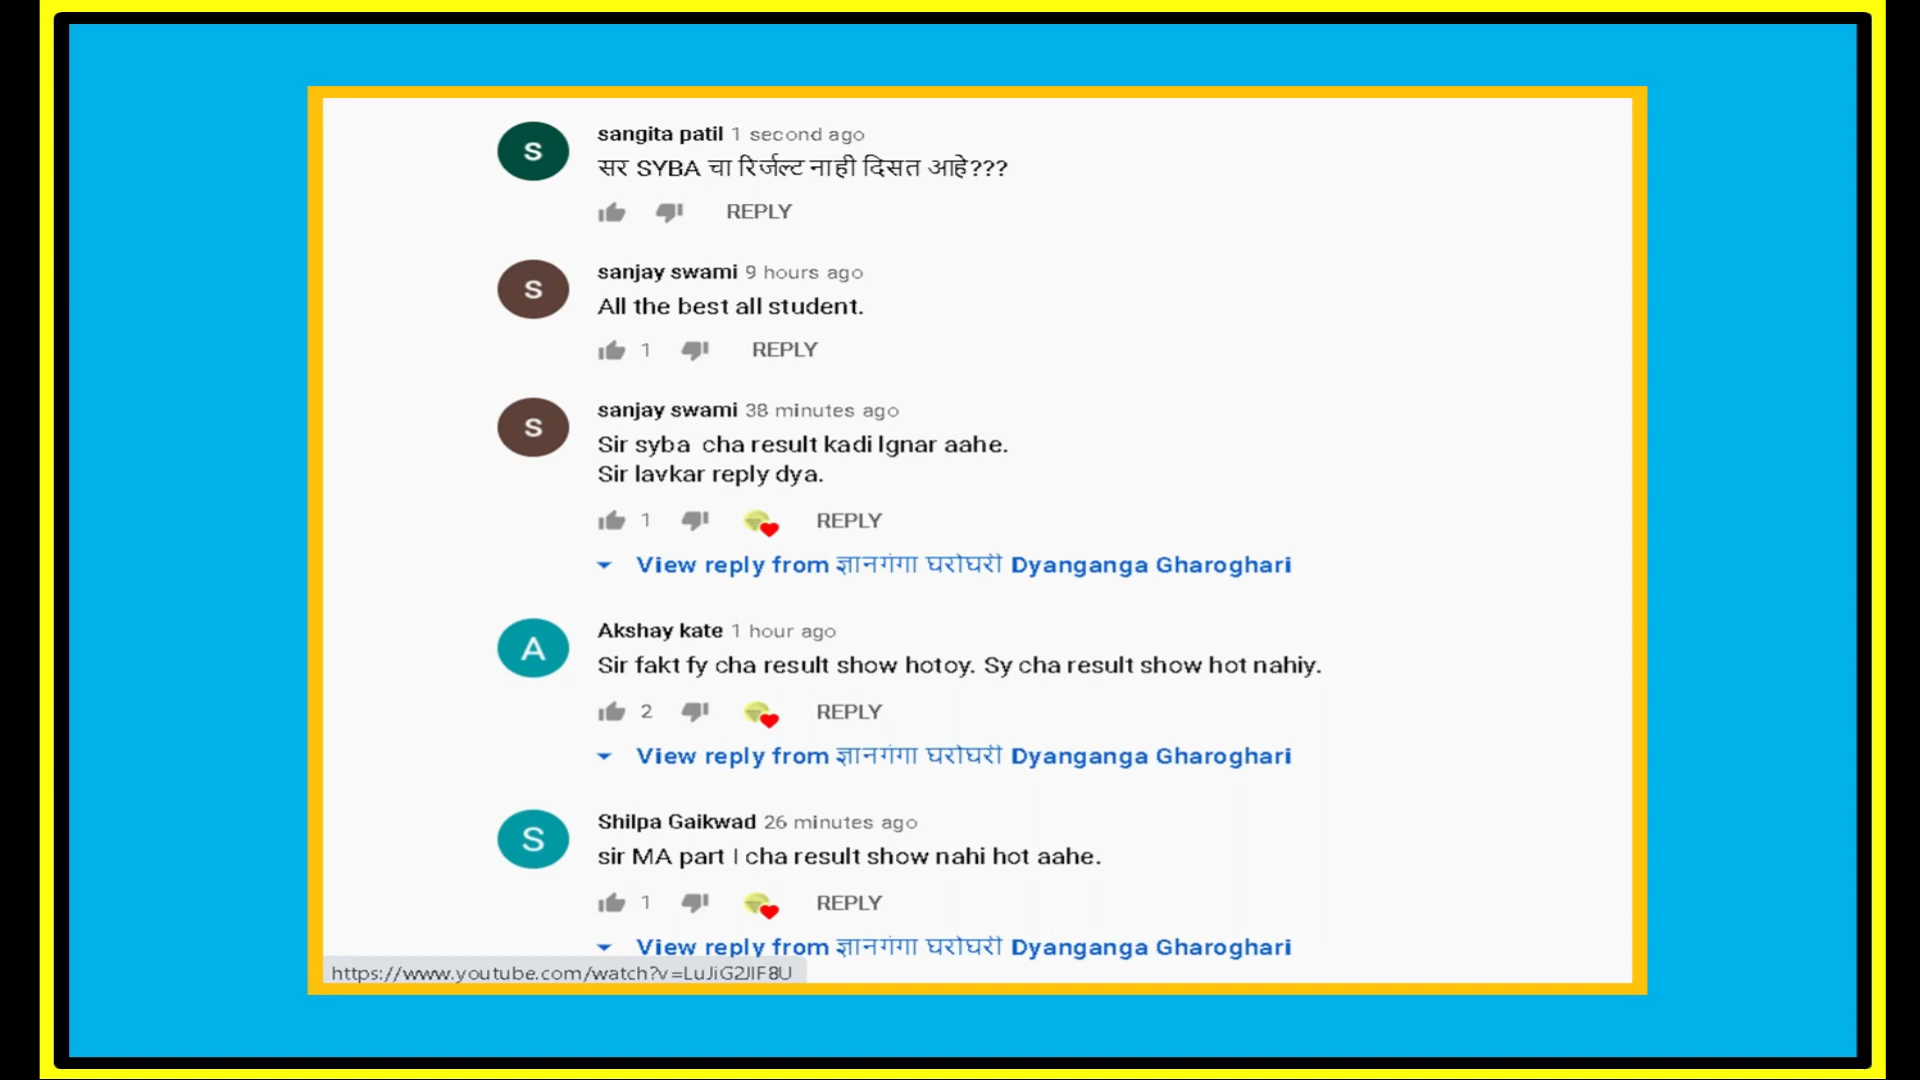 S
sangita patil 1 second ago
सर SYBA चा रिर्जल्ट नाही दिसत आहे???
REPLY
S
sanjay swami 9 hours ago
All the best all student.
1 REPLY
S
sanjay swami 38 minutes ago
Sir syba cha result kadi lgnar aahe.
Sir lavkar reply dya.
1 REPLY
View reply from ज्ञानगंगा घरोघरी Dyanganga Gharoghari
A
Akshay kate 1 hour ago
Sir fakt fy cha result show hotoy. Sy cha result show hot nahiy.
2 REPLY
View reply from ज्ञानगंगा घरोघरी Dyanganga Gharoghari
S
Shilpa Gaikwad 26 minutes ago
sir MA part I cha result show nahi hot aahe.
1 REPLY
View reply from ज्ञानगंगा घरोघरी Dyanganga Gharoghari
https://www.youtube.com/watch?v=LuJiG2JIF8U